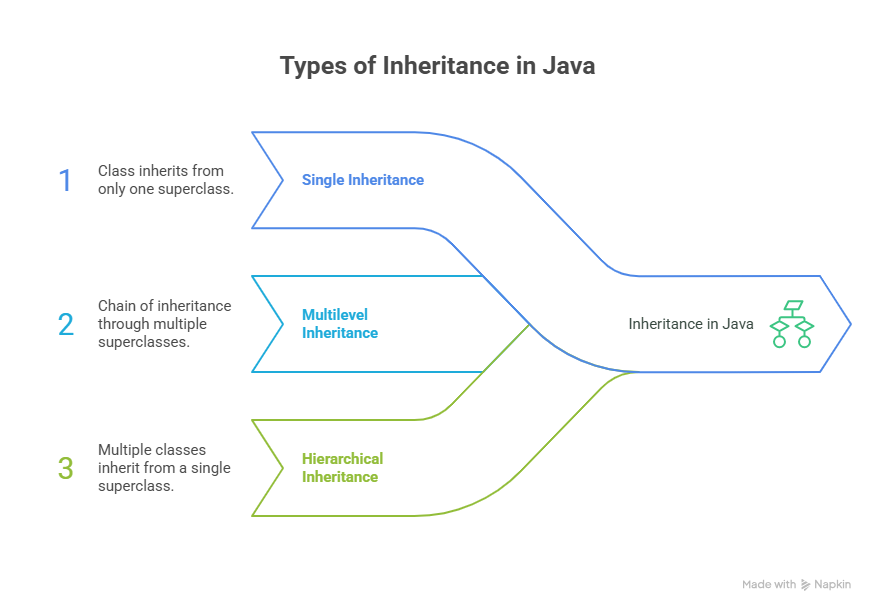 Types of Inheritance in Java
1
Class inherits from
only one superclass.
Single Inheritance
2
Chain of inheritance
through multiple
superclasses.
Multilevel
Inheritance
Inheritance in Java
3
Multiple classes
inherit from a single
superclass.
Hierarchical
Inheritance
Made with Napkin